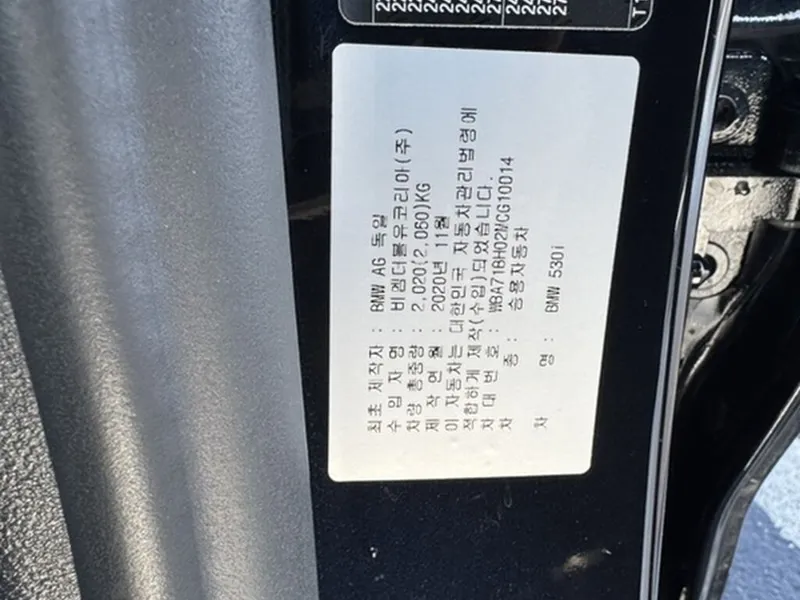 최초 제작자 : BMW AG 독일
수 입 자 명 : 비엠더블유코리아(주)
차량 총중량 : 2,020(2,060)KG
제 작 연 월 : 2020년 11월
이 자동차는 대한민국 자동차관리법령에
적합하게 제작(수입)되었습니다.
차 대 번 호 : WBA71BH02MCG10014
차 종 : 승용자동차
차 명 : BMW 530i